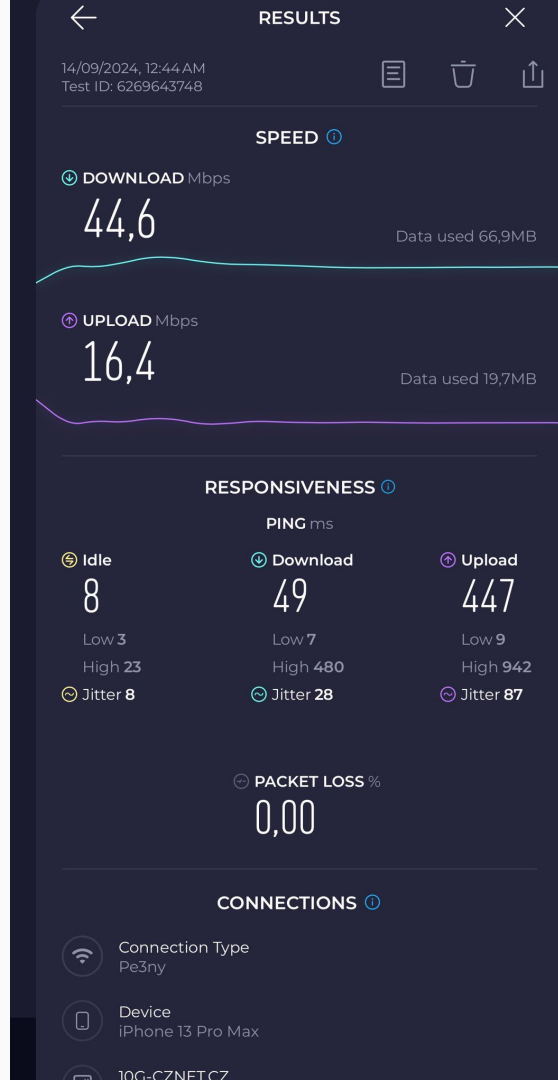 RESULTS
14/09/2024, 12:44 AM
Test ID: 6269643748
SPEED
DOWNLOAD Mbps
44,6
Data used 66,9MB
UPLOAD Mbps
16,4
Data used 19,7MB
RESPONSIVENESS
PING ms
Idle Download Upload
8 49 447
Low 3 Low 7 Low 9
High 23 High 480 High 942
Jitter 8 Jitter 28 Jitter 87
PACKET LOSS %
0,00
CONNECTIONS
Connection Type
Pe3ny
Device
iPhone 13 Pro Max
10G-CZNET.CZ